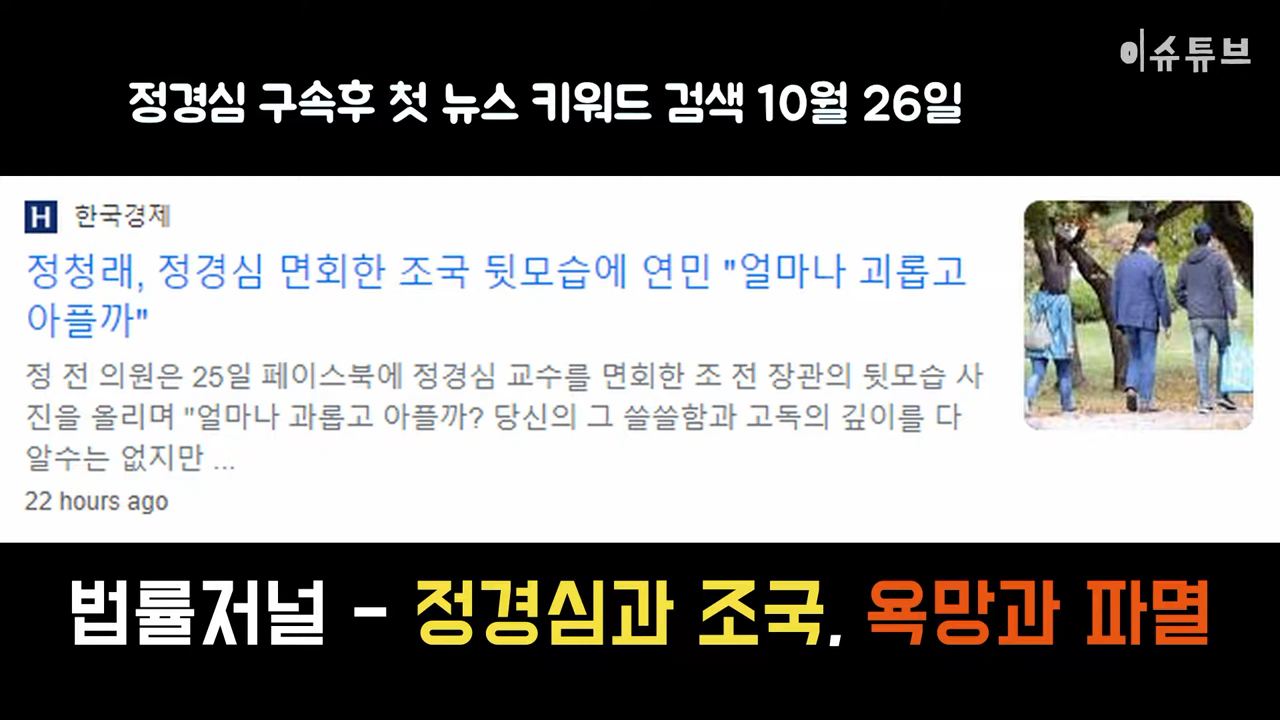 이슈튜브
정경심 구속후 첫 뉴스 키워드 검색 10월 26일
H 한국경제
정청래, 정경심 면회한 조국 뒷모습에 연민 "얼마나 괴롭고
아플까"
정 전 의원은 25일 페이스북에 정경심 교수를 면회한 조 전 장관의 뒷모습 사
진을 올리며 "얼마나 괴롭고 아플까? 당신의 그 쓸쓸함과 고독의 깊이를 다
알수는 없지만 ...
22 hours ago
법률저널 - 정경심과 조국, 욕망과 파멸